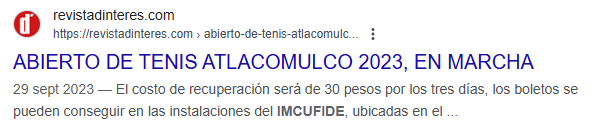 revistadinteres.com
https://revistadinteres.com › abierto-de-tenis-atlacomulc...
ABIERTO DE TENIS ATLACOMULCO 2023, EN MARCHA
29 sept 2023 — El costo de recuperación será de 30 pesos por los tres días, los boletos se
pueden conseguir en las instalaciones del IMCUFIDE, ubicadas en el ...